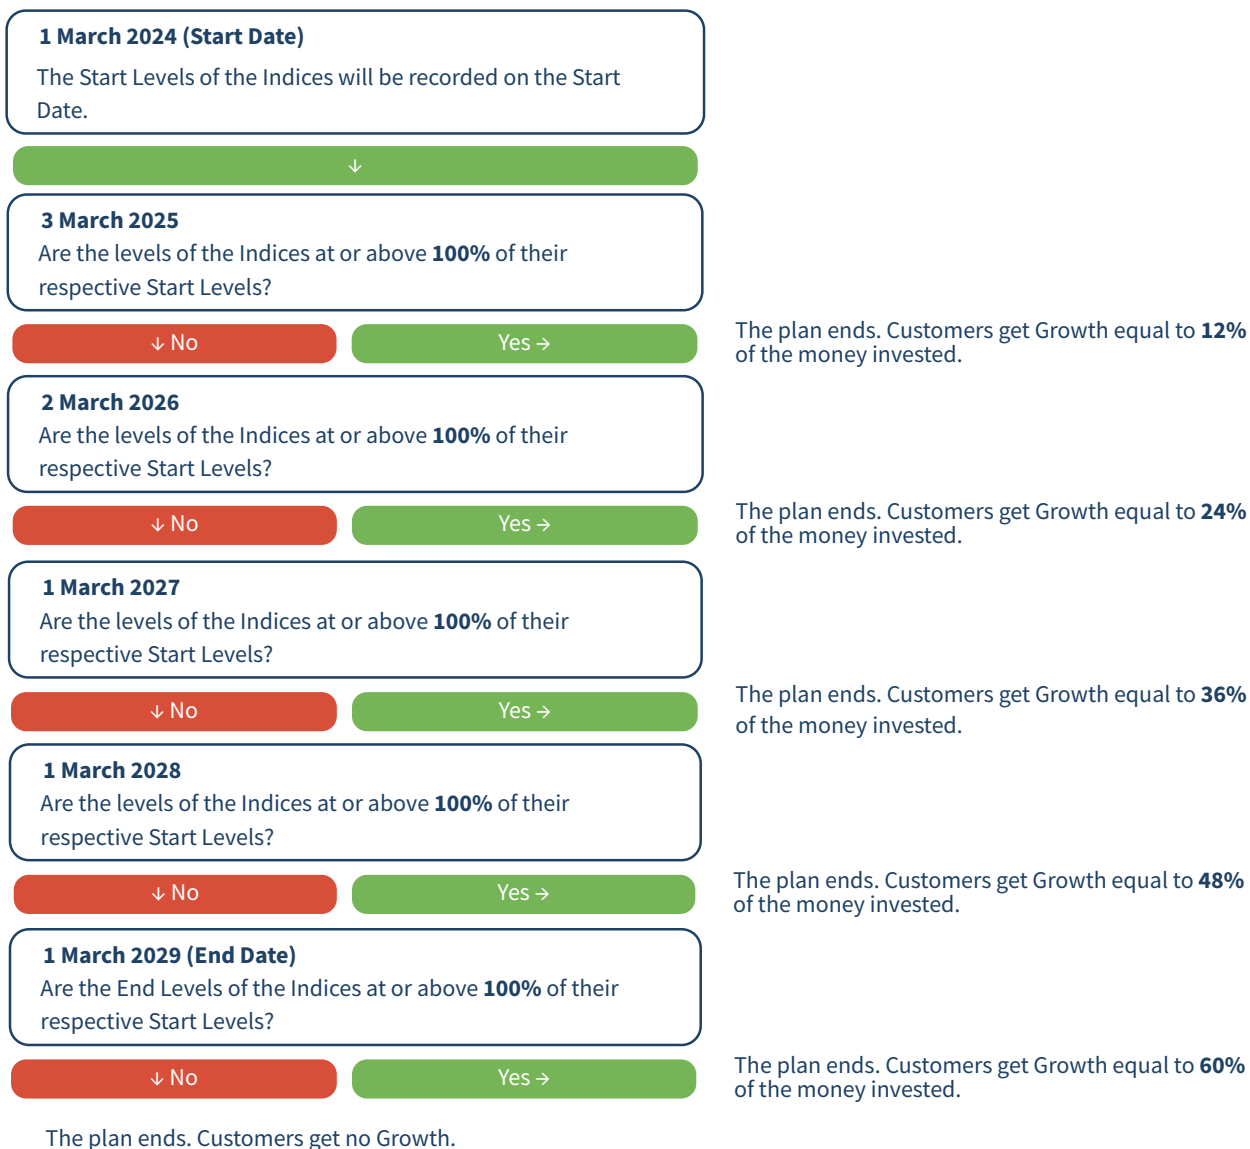 1 March 2024 (Start Date)
The Start Levels of the Indices will be recorded on the Start
Date.
↓
3 March 2025
Are the levels of the Indices at or above 100% of their
respective Start Levels?
↓ No
Yes →
The plan ends. Customers get Growth equal to 12%
of the money invested.
2 March 2026
Are the levels of the Indices at or above 100% of their
respective Start Levels?
↓ No
Yes →
The plan ends. Customers get Growth equal to 24%
of the money invested.
1 March 2027
Are the levels of the Indices at or above 100% of their
respective Start Levels?
↓ No
Yes →
The plan ends. Customers get Growth equal to 36%
of the money invested.
1 March 2028
Are the levels of the Indices at or above 100% of their
respective Start Levels?
↓ No
Yes →
The plan ends. Customers get Growth equal to 48%
of the money invested.
1 March 2029 (End Date)
Are the End Levels of the Indices at or above 100% of their
respective Start Levels?
↓ No
Yes →
The plan ends. Customers get Growth equal to 60%
of the money invested.
The plan ends. Customers get no Growth.